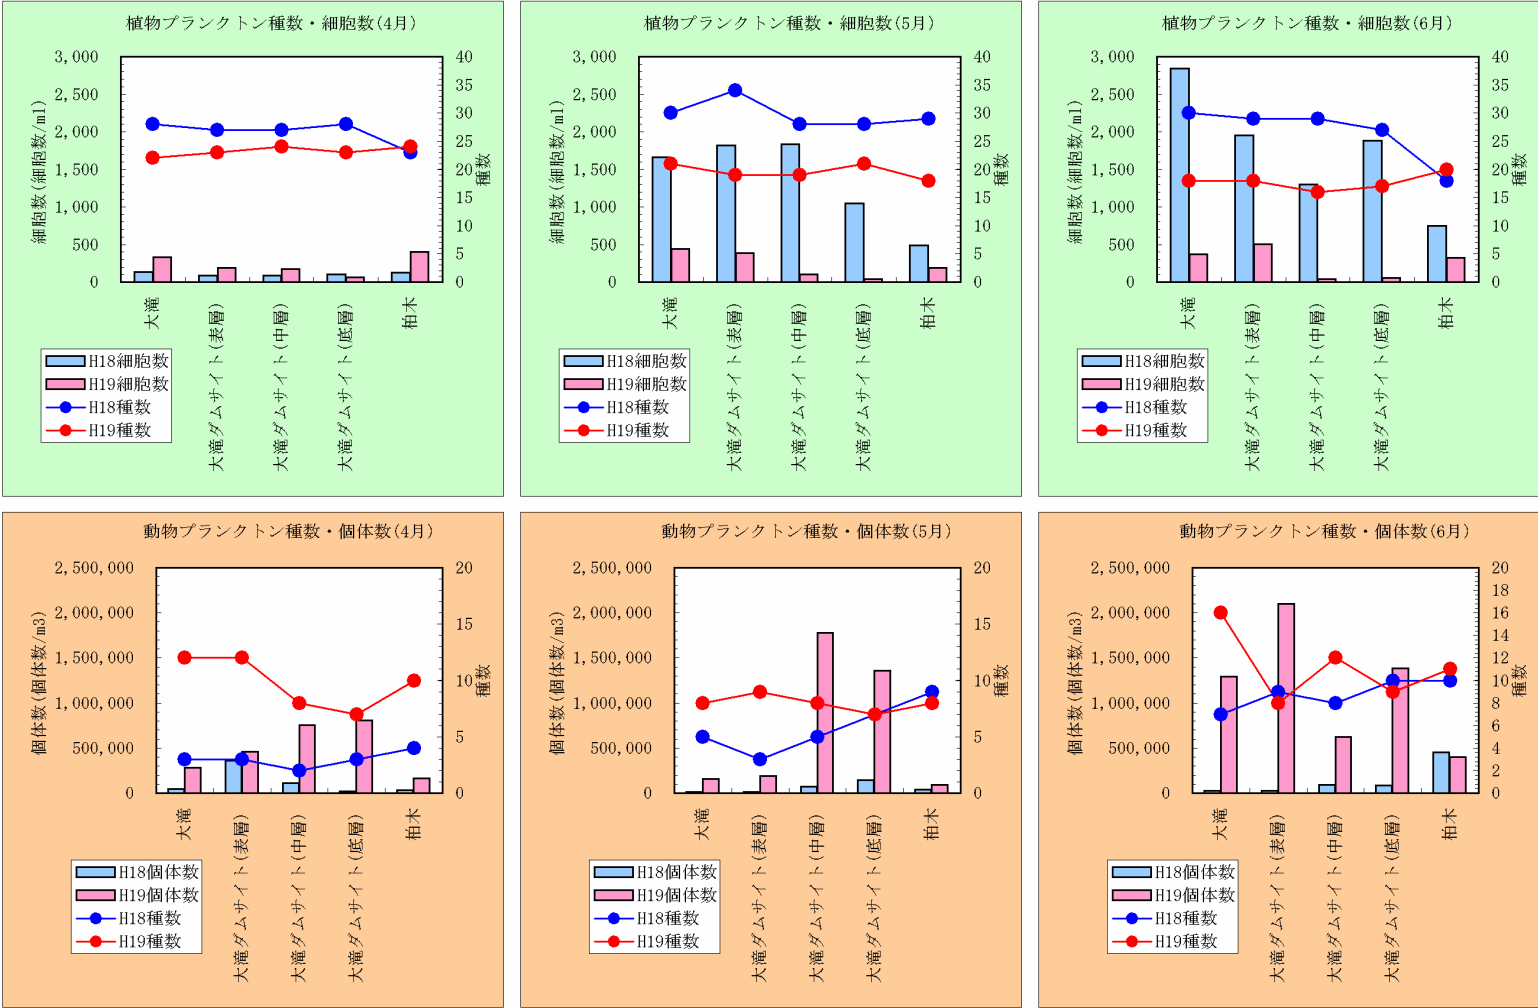 植物プランクトン種数・細胞数(4月)
細胞数(細胞数/ml)
3,000
2,500
2,000
1,500
1,000
500
0
40
35
30
25
20
15
10
5
0
種数
大滝
大滝ダムサイト(表層)
大滝ダムサイト(中層)
大滝ダムサイト(底層)
柏木
H18細胞数
H19細胞数
H18種数
H19種数
植物プランクトン種数・細胞数(5月)
細胞数(細胞数/ml)
3,000
2,500
2,000
1,500
1,000
500
0
40
35
30
25
20
15
10
5
0
種数
大滝
大滝ダムサイト(表層)
大滝ダムサイト(中層)
大滝ダムサイト(底層)
柏木
H18細胞数
H19細胞数
H18種数
H19種数
植物プランクトン種数・細胞数(6月)
細胞数(細胞数/ml)
3,000
2,500
2,000
1,500
1,000
500
0
40
35
30
25
20
15
10
5
0
種数
大滝
大滝ダムサイト(表層)
大滝ダムサイト(中層)
大滝ダムサイト(底層)
柏木
H18細胞数
H19細胞数
H18種数
H19種数
動物プランクトン種数・個体数(4月)
個体数(個体数/m3)
2,500,000
2,000,000
1,500,000
1,000,000
500,000
0
20
15
10
5
0
種数
大滝
大滝ダムサイト(表層)
大滝ダムサイト(中層)
大滝ダムサイト(底層)
柏木
H18個体数
H19個体数
H18種数
H19種数
動物プランクトン種数・個体数(5月)
個体数(個体数/m3)
2,500,000
2,000,000
1,500,000
1,000,000
500,000
0
20
15
10
5
0
種数
大滝
大滝ダムサイト(表層)
大滝ダムサイト(中層)
大滝ダムサイト(底層)
柏木
H18個体数
H19個体数
H18種数
H19種数
動物プランクトン種数・個体数(6月)
個体数(個体数/m3)
2,500,000
2,000,000
1,500,000
1,000,000
500,000
0
20
18
16
14
12
10
8
6
4
2
0
種数
大滝
大滝ダムサイト(表層)
大滝ダムサイト(中層)
大滝ダムサイト(底層)
柏木
H18個体数
H19個体数
H18種数
H19種数